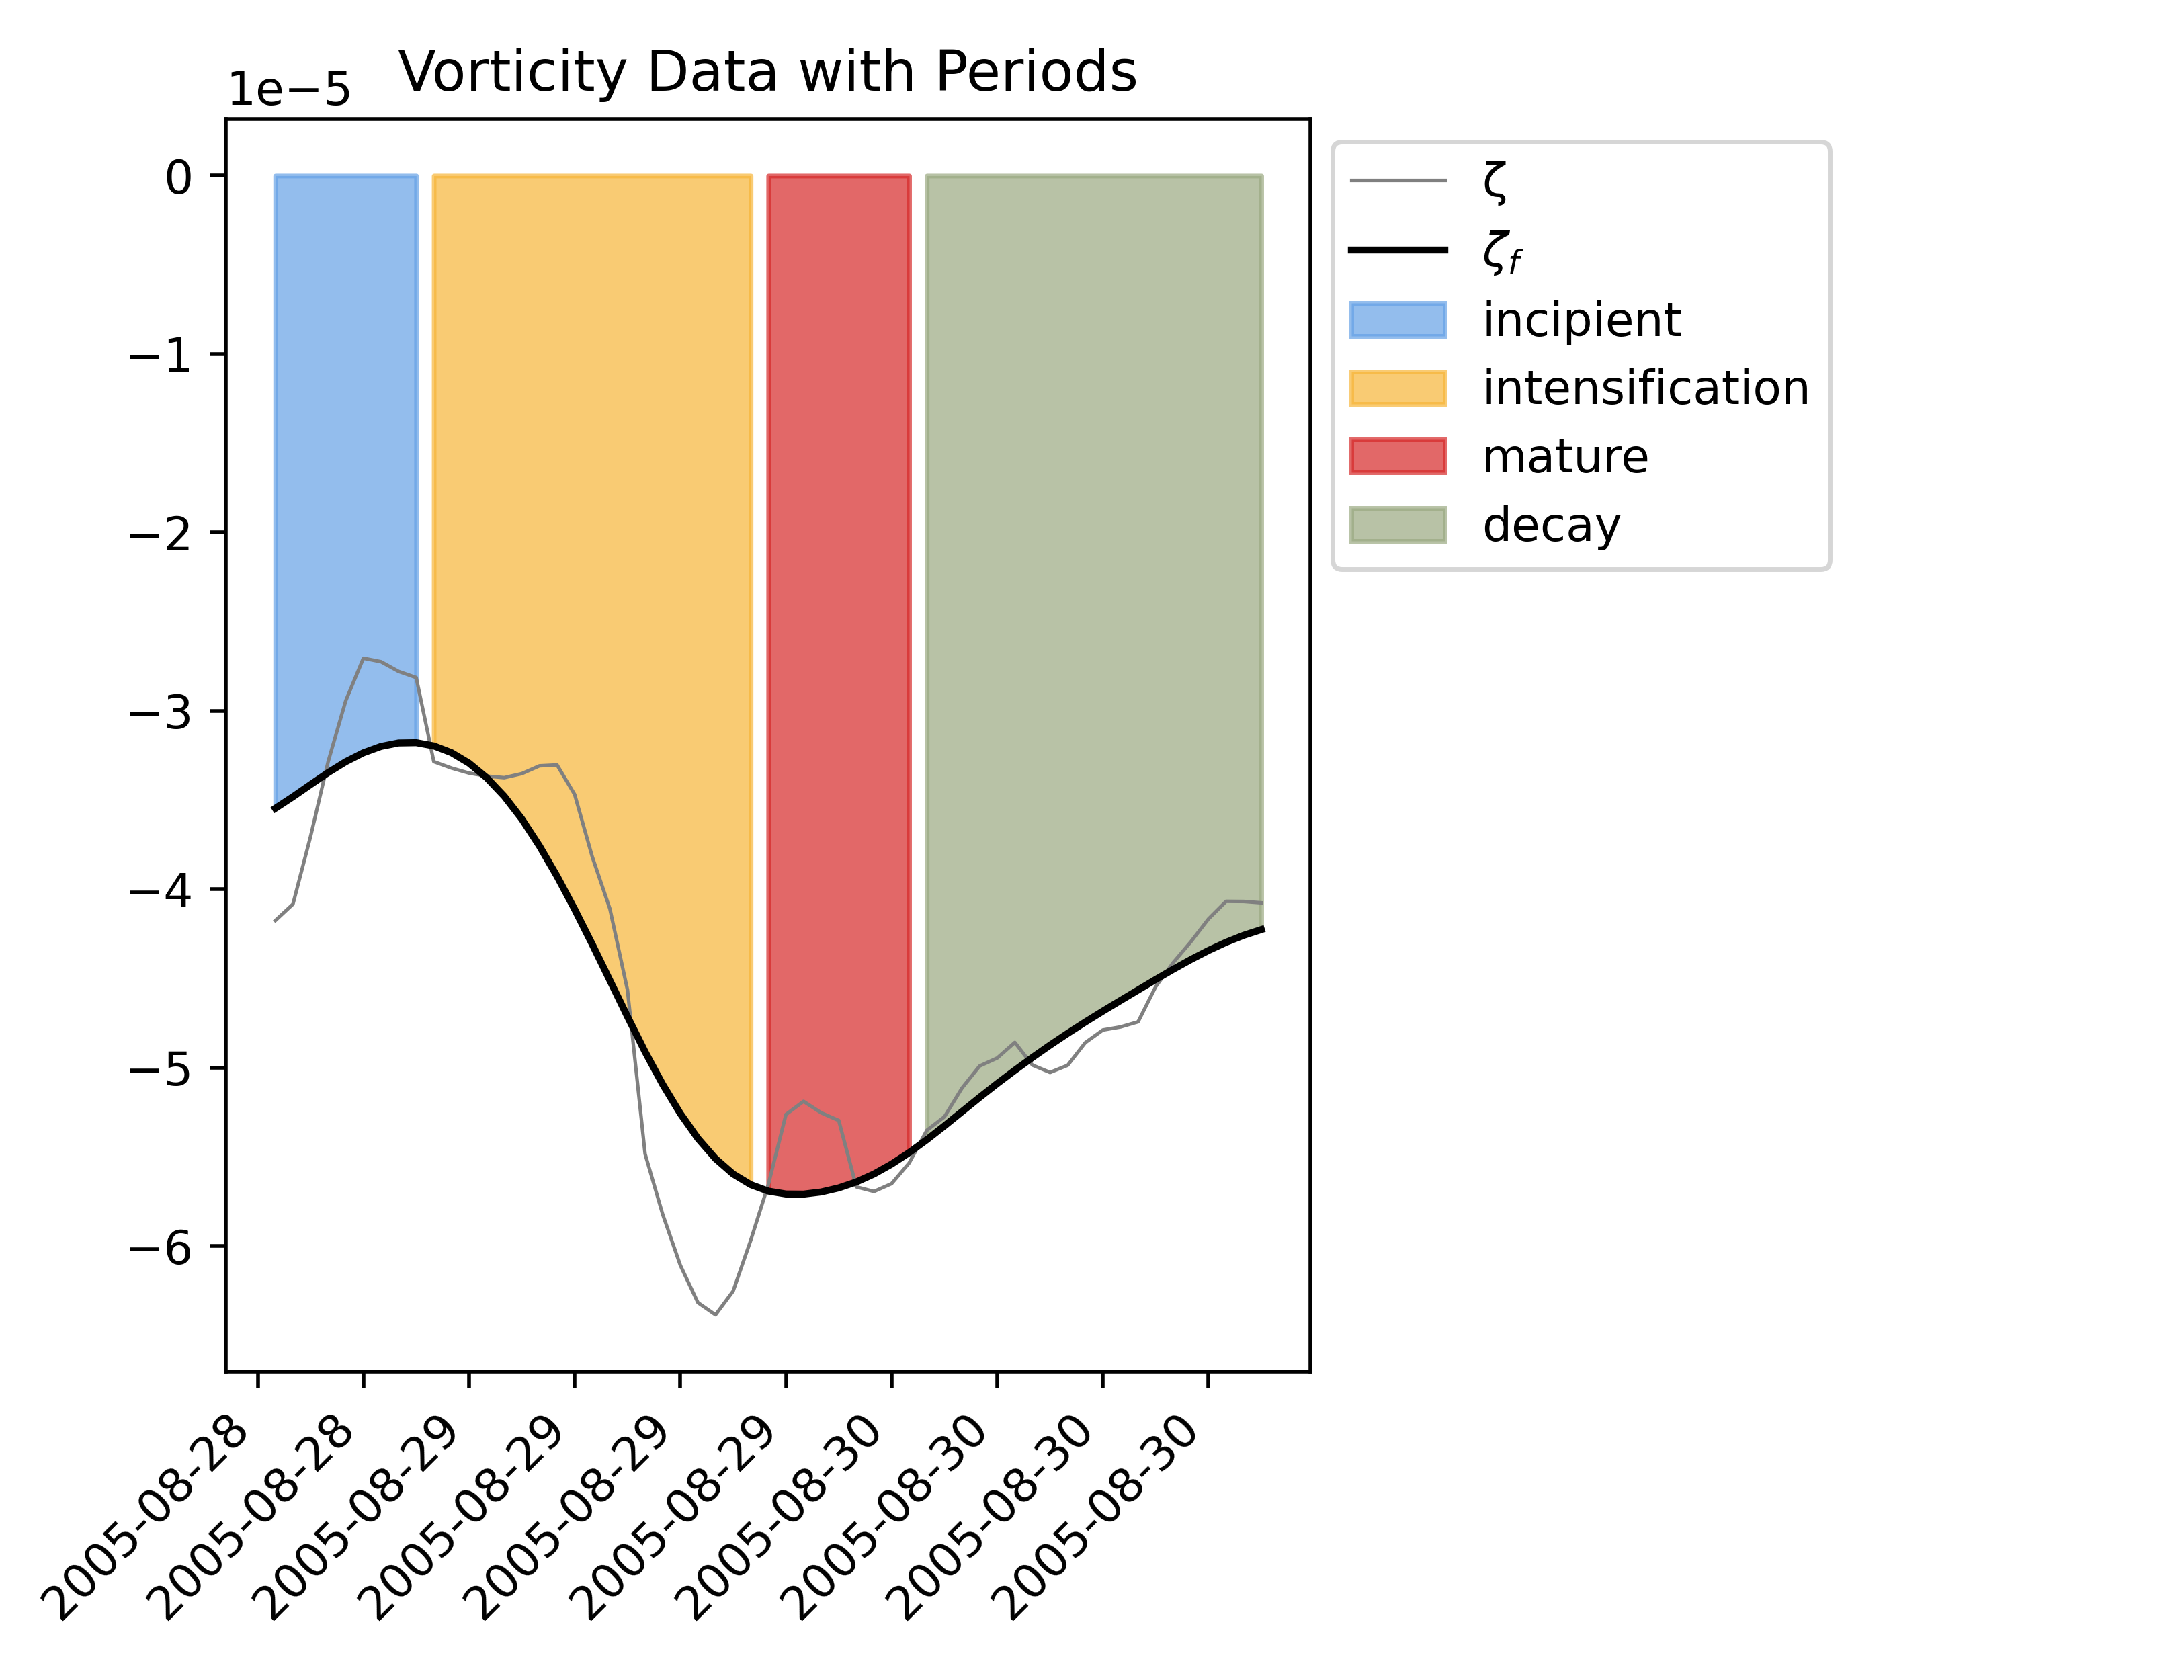 Vorticity Data with Periods
1e−5
0
−1
−2
−3
−4
−5
−6
2005-08-28
2005-08-28
2005-08-29
2005-08-29
2005-08-29
2005-08-29
2005-08-30
2005-08-30
2005-08-30
2005-08-30
ζ
ζf
incipient
intensification
mature
decay